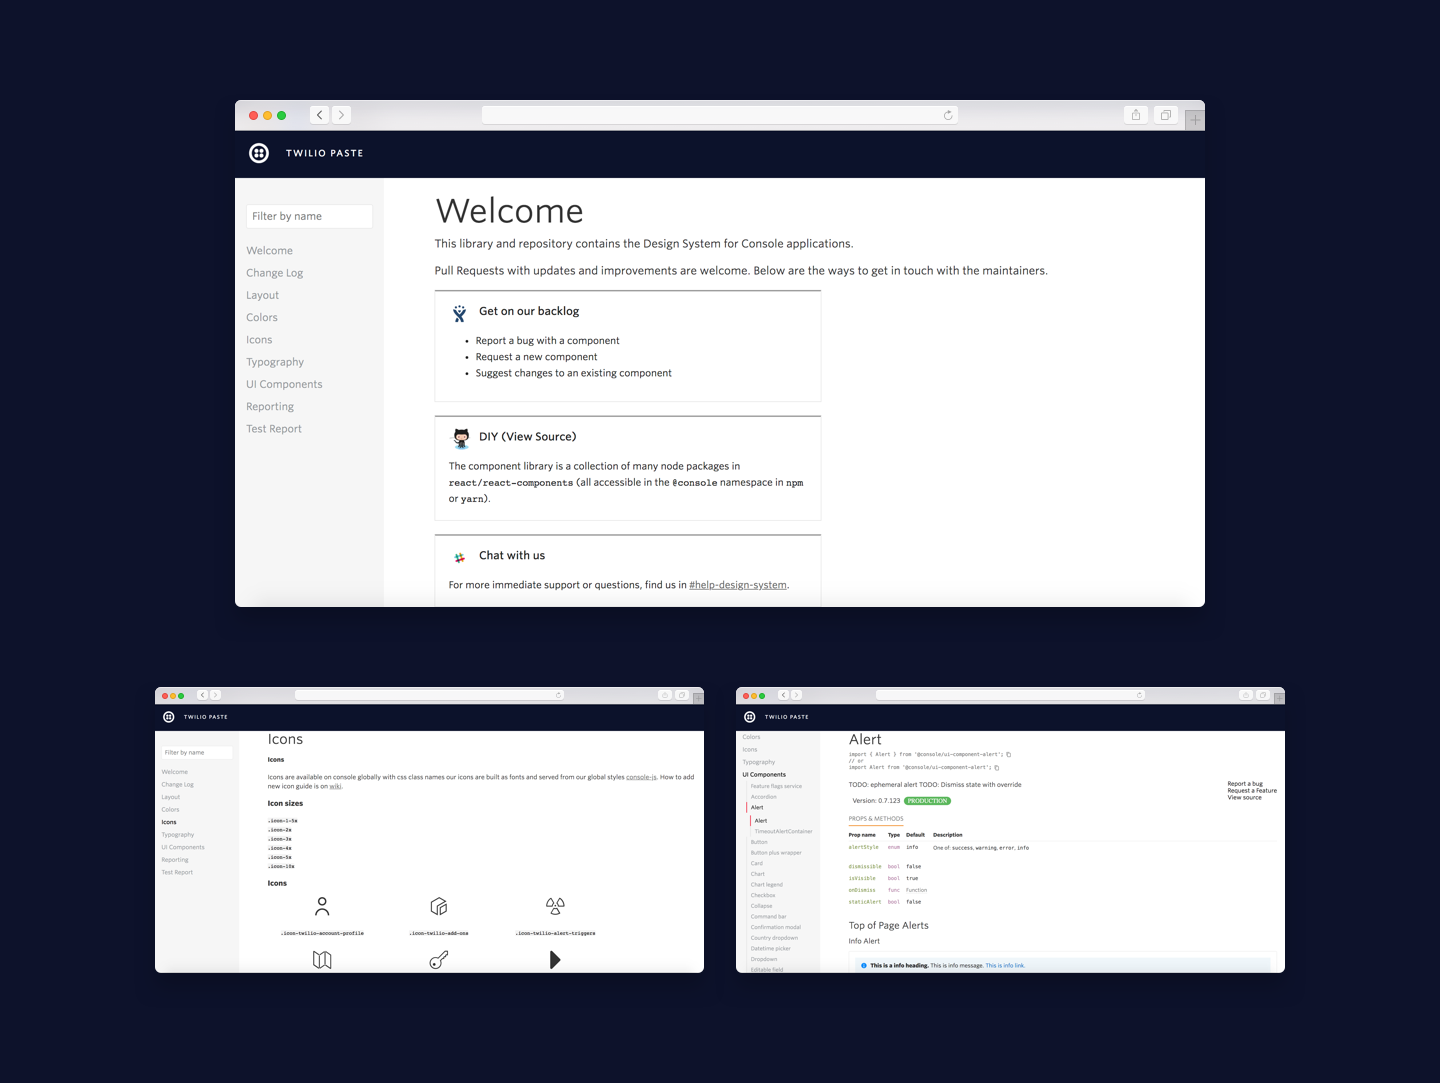 TWILIO PASTE
Filter by name
Welcome
Change Log
Layout
Colors
Icons
Typography
UI Components
Reporting
Test Report
Welcome
This library and repository contains the Design System for Console applications.
Pull Requests with updates and improvements are welcome. Below are the ways to get in touch with the maintainers.
Get on our backlog
• Report a bug with a component
• Request a new component
• Suggest changes to an existing component
DIY (View Source)
The component library is a collection of many node packages in
react/react-components (all accessible in the @console namespace in npm
or yarn).
Chat with us
For more immediate support or questions, find us in #help-design-system.
TWILIO PASTE
Filter by name
Welcome
Change Log
Layout
Colors
Icons
Typography
UI Components
Reporting
Test Report
Icons
Icons
Icons are available on console globally with css class names our icons are built as fonts and served from our global styles console-js. How to add
new icon guide is on wiki.
Icon sizes
.icon-1-5x
.icon-2x
.icon-3x
.icon-4x
.icon-5x
.icon-10x
Icons
.icon-twilio-account-profile
.icon-twilio-add-ons
.icon-twilio-alert-triggers
TWILIO PASTE
Colors
Icons
Typography
UI Components
Feature flags service
Accordion
Alert
Alert
TimeoutAlertContainer
Button
Button plus wrapper
Card
Chart
Chart legend
Checkbox
Collapse
Command bar
Confirmation modal
Country dropdown
Datetime picker
Dropdown
Editable field
Alert
import { Alert } from '@console/ui-component-alert';
// or
import Alert from '@console/ui-component-alert';
TODO: ephemeral alert TODO: Dismiss state with override
Version: 0.7.123 PRODUCTION
Report a bug
Request a Feature
View source
PROPS & METHODS
Prop name Type Default Description
alertStyle enum info One of: success, warning, error, info
dismissible bool false
isVisible bool true
onDismiss func function
staticAlert bool false
Top of Page Alerts
Info Alert
This is a info heading. This is info message. This is info link.